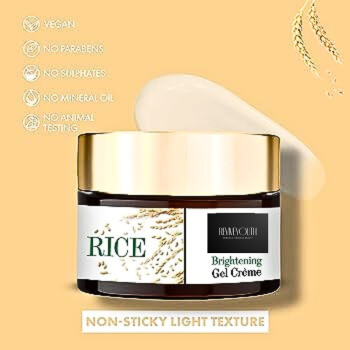 VEGAN
NO PARABENS
NO SULPHATES
NO MINERAL OIL
NO ANIMAL
TESTING
RICE
REVIVEYOUTH
Brightening
Gel Crème
NON-STICKY LIGHT TEXTURE